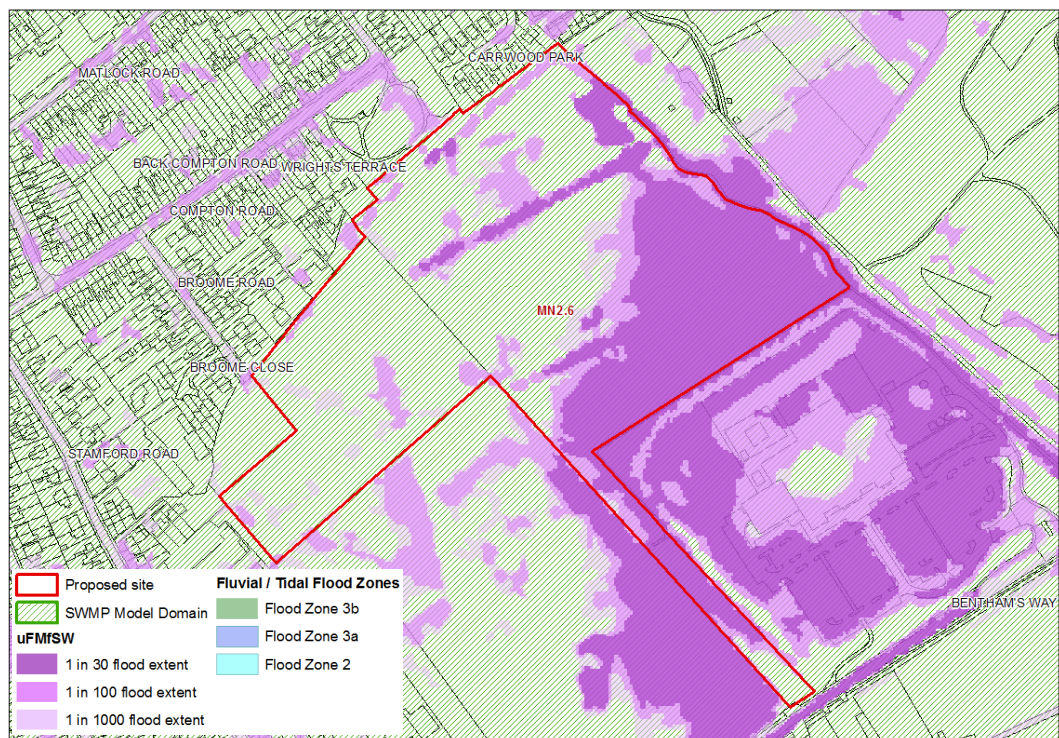 CARRWOOD PARK
MATLOCK ROAD
BACK COMPTON ROAD
WRIGHTS TERRACE
COMPTON ROAD
BROOME ROAD
MN2.6
BROOME CLOSE
STAMFORD ROAD
BENTHAM'S WAY
Proposed site
SWMP Model Domain
uFMfSW
1 in 30 flood extent
1 in 100 flood extent
1 in 1000 flood extent
Fluvial / Tidal Flood Zones
Flood Zone 3b
Flood Zone 3a
Flood Zone 2